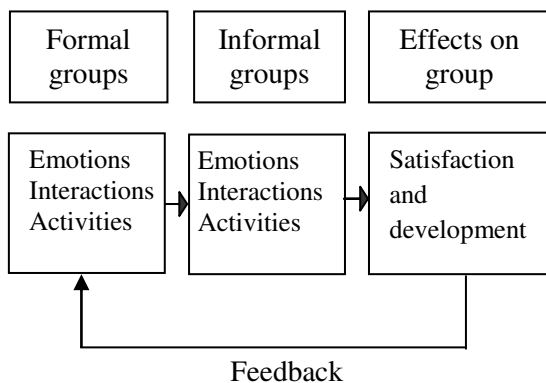 Formal
groups
Informal
groups
Effects on
group
Emotions
Interactions
Activities
Emotions
Interactions
Activities
Satisfaction
and
development
Feedback